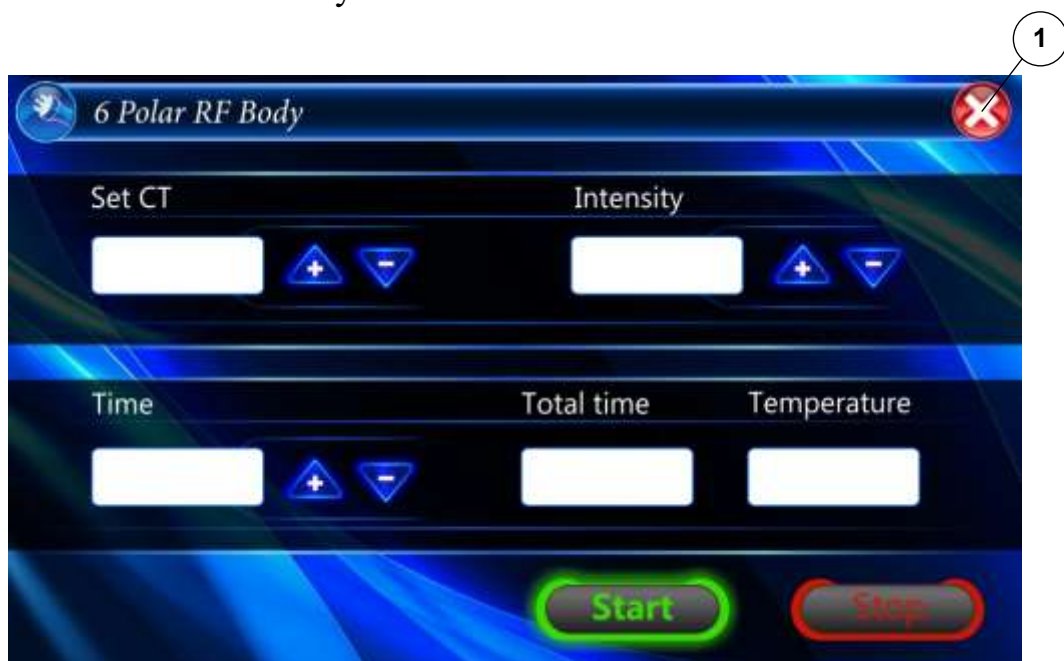 1
6 Polar RF Body
Set CT Intensity
+ - + -
Time Total time Temperature
+ -
Start Stop